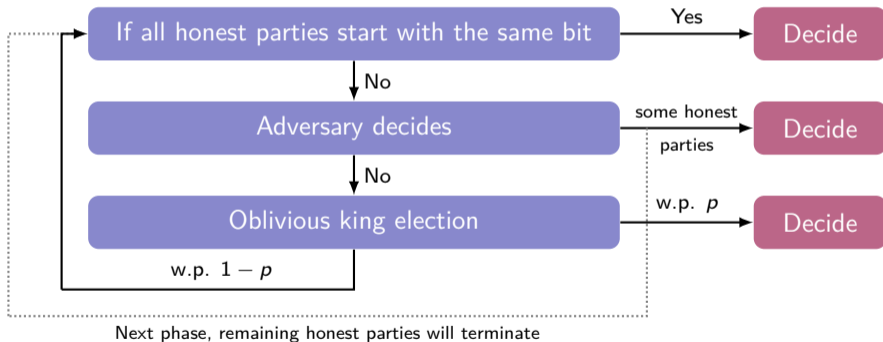 If all honest parties start with the same bit
Yes
Decide
No
Adversary decides
some honest
parties
Decide
No
Oblivious king election
w.p. p
Decide
w.p. 1 − p
Next phase, remaining honest parties will terminate